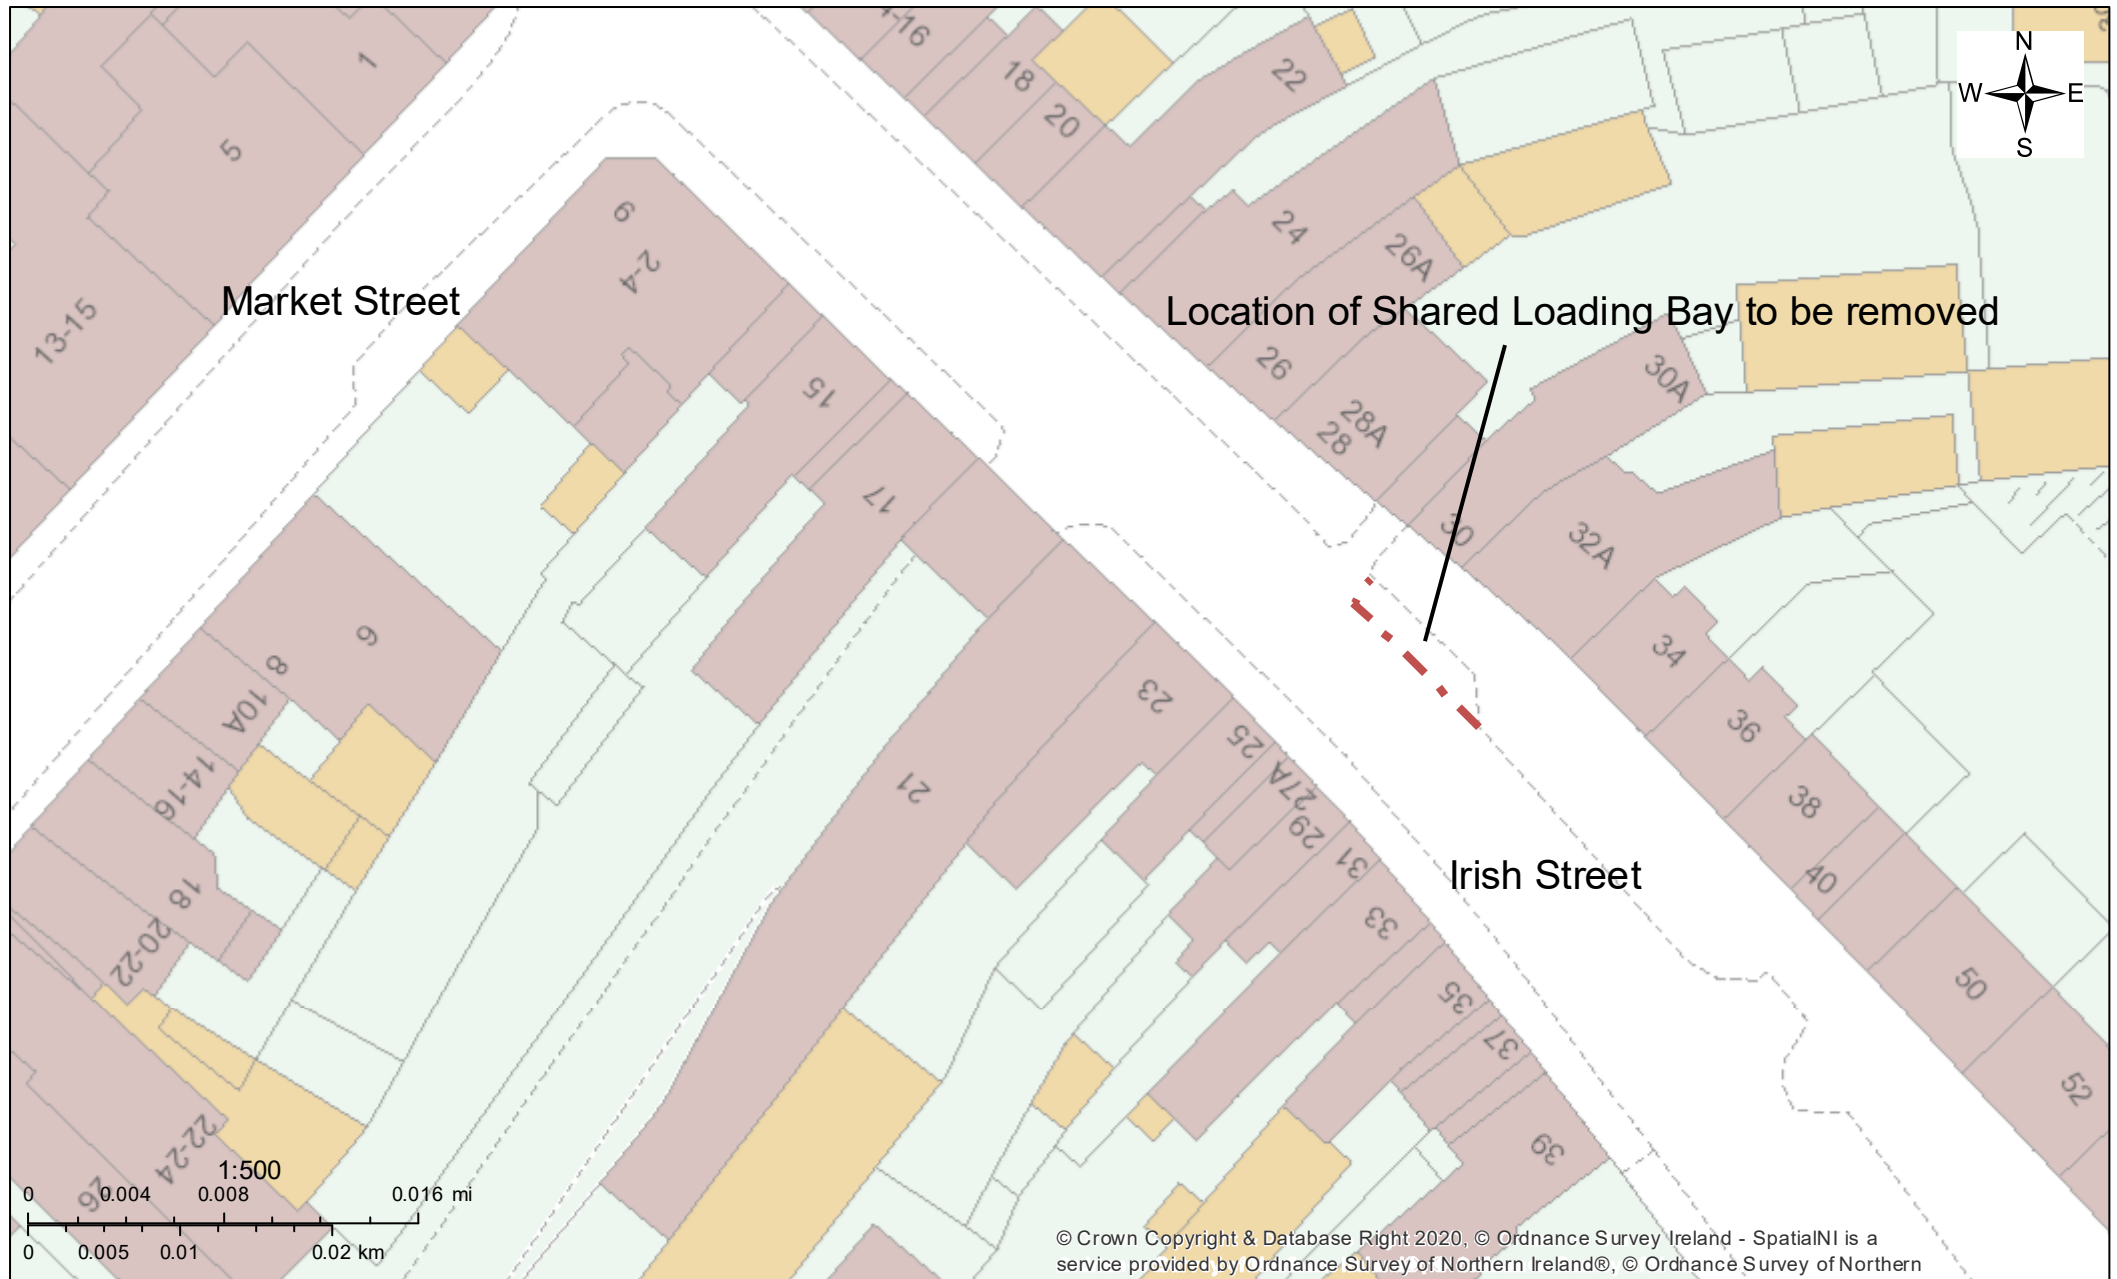 1
4-16
18
22
N
W E
S
20
5
9
2-4
24
26A
Market Street
Location of Shared Loading Bay to be removed
13-15
26
15
30A
28A
28
17
30
32A
6
34
8
23
10A
36
25
14-16
21
27A
38
29
31
Irish Street
40
18
33
20-22
50
35
37
52
22-24
39
26
1:500
0 0.004 0.008 0.016 mi
0 0.005 0.01 0.02 km
© Crown Copyright & Database Right 2020, © Ordnance Survey Ireland - SpatialNI is a
service provided by Ordnance Survey of Northern Ireland®, © Ordnance Survey of Northern